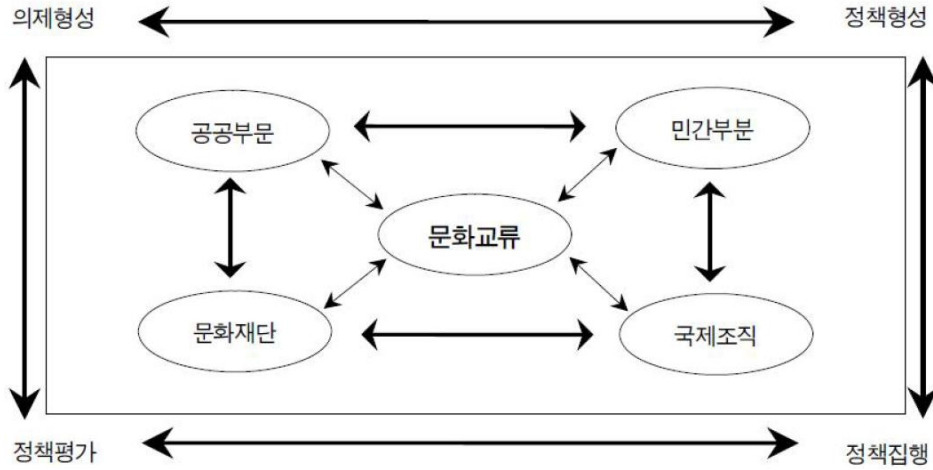 의제형성
정책형성
공공부문
민간부분
문화교류
문화재단
국제조직
정책평가
정책집행